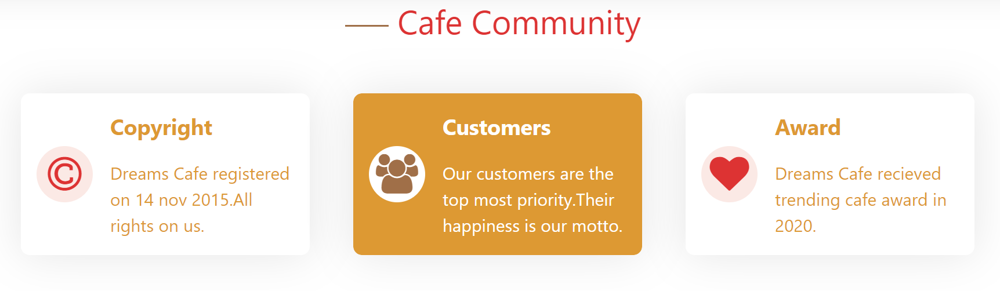 Cafe Community
Copyright
Dreams Cafe registered
on 14 nov 2015.All
rights on us.
Customers
Our customers are the
top most priority.Their
happiness is our motto.
Award
Dreams Cafe recieved
trending cafe award in
2020.